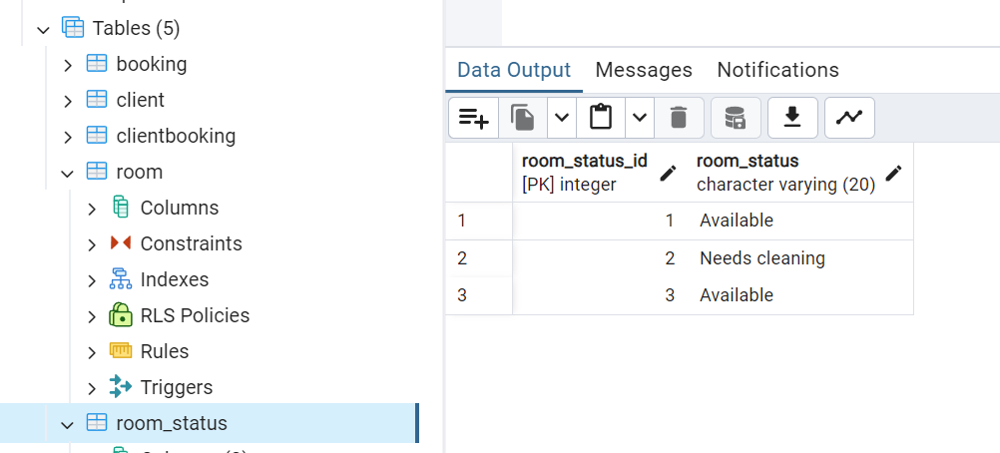 Tables (5)
booking
client
clientbooking
room
Columns
Constraints
Indexes
RLS Policies
Rules
Triggers
room_status
Data Output Messages Notifications
room_status_id room_status
[PK] integer character varying (20)
1 1 Available
2 2 Needs cleaning
3 3 Available